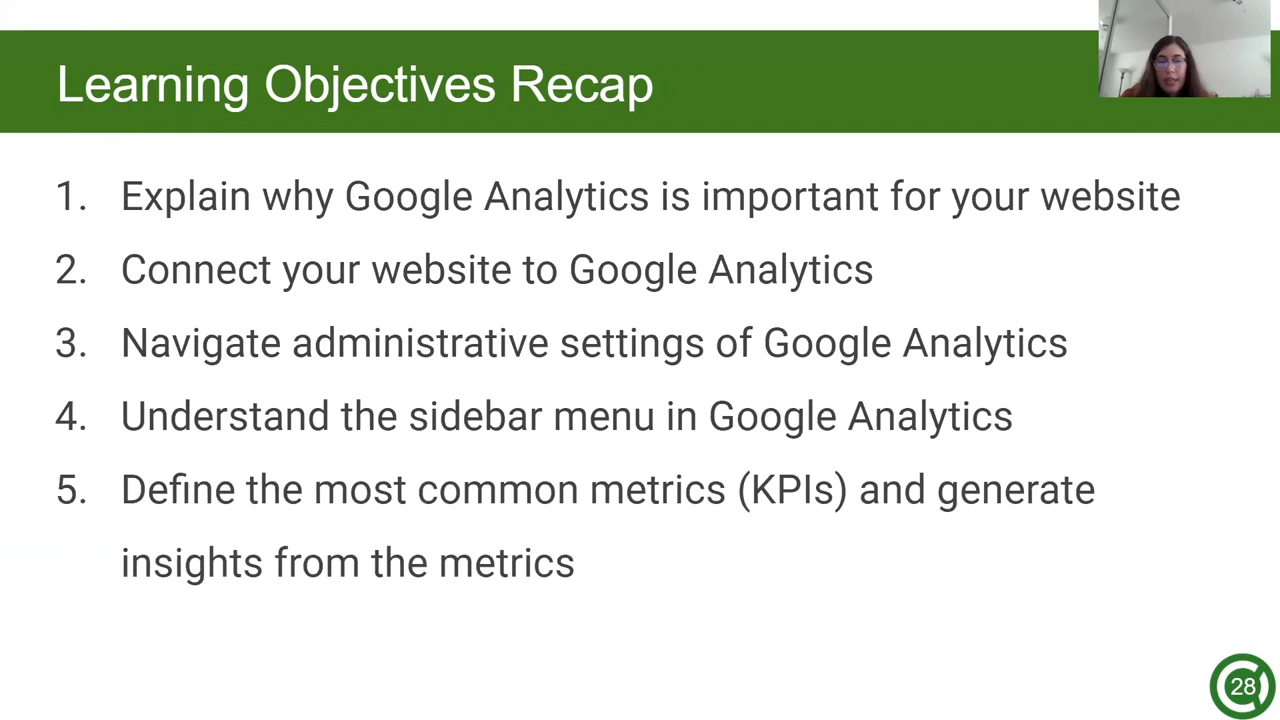 Learning Objectives Recap
1. Explain why Google Analytics is important for your website
2. Connect your website to Google Analytics
3. Navigate administrative settings of Google Analytics
4. Understand the sidebar menu in Google Analytics
5. Define the most common metrics (KPIs) and generate
insights from the metrics
28